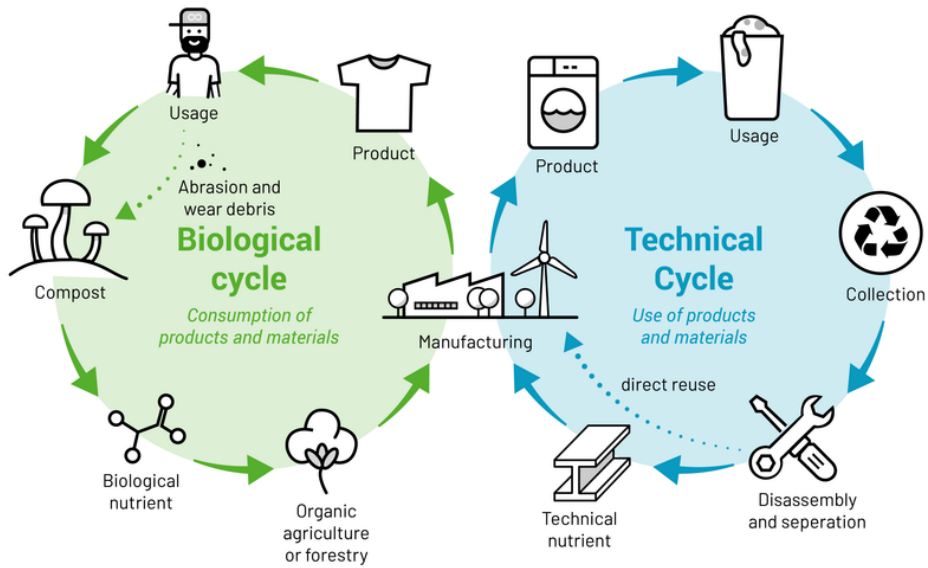 Usage
Product
Abrasion and
wear debris
Biological
cycle
Consumption of
products and materials
Compost
Biological
nutrient
Organic
agriculture
or forestry
Manufacturing
Product
Usage
Technical
Cycle
Use of products
and materials
Collection
direct reuse
Disassembly
and seperation
Technical
nutrient